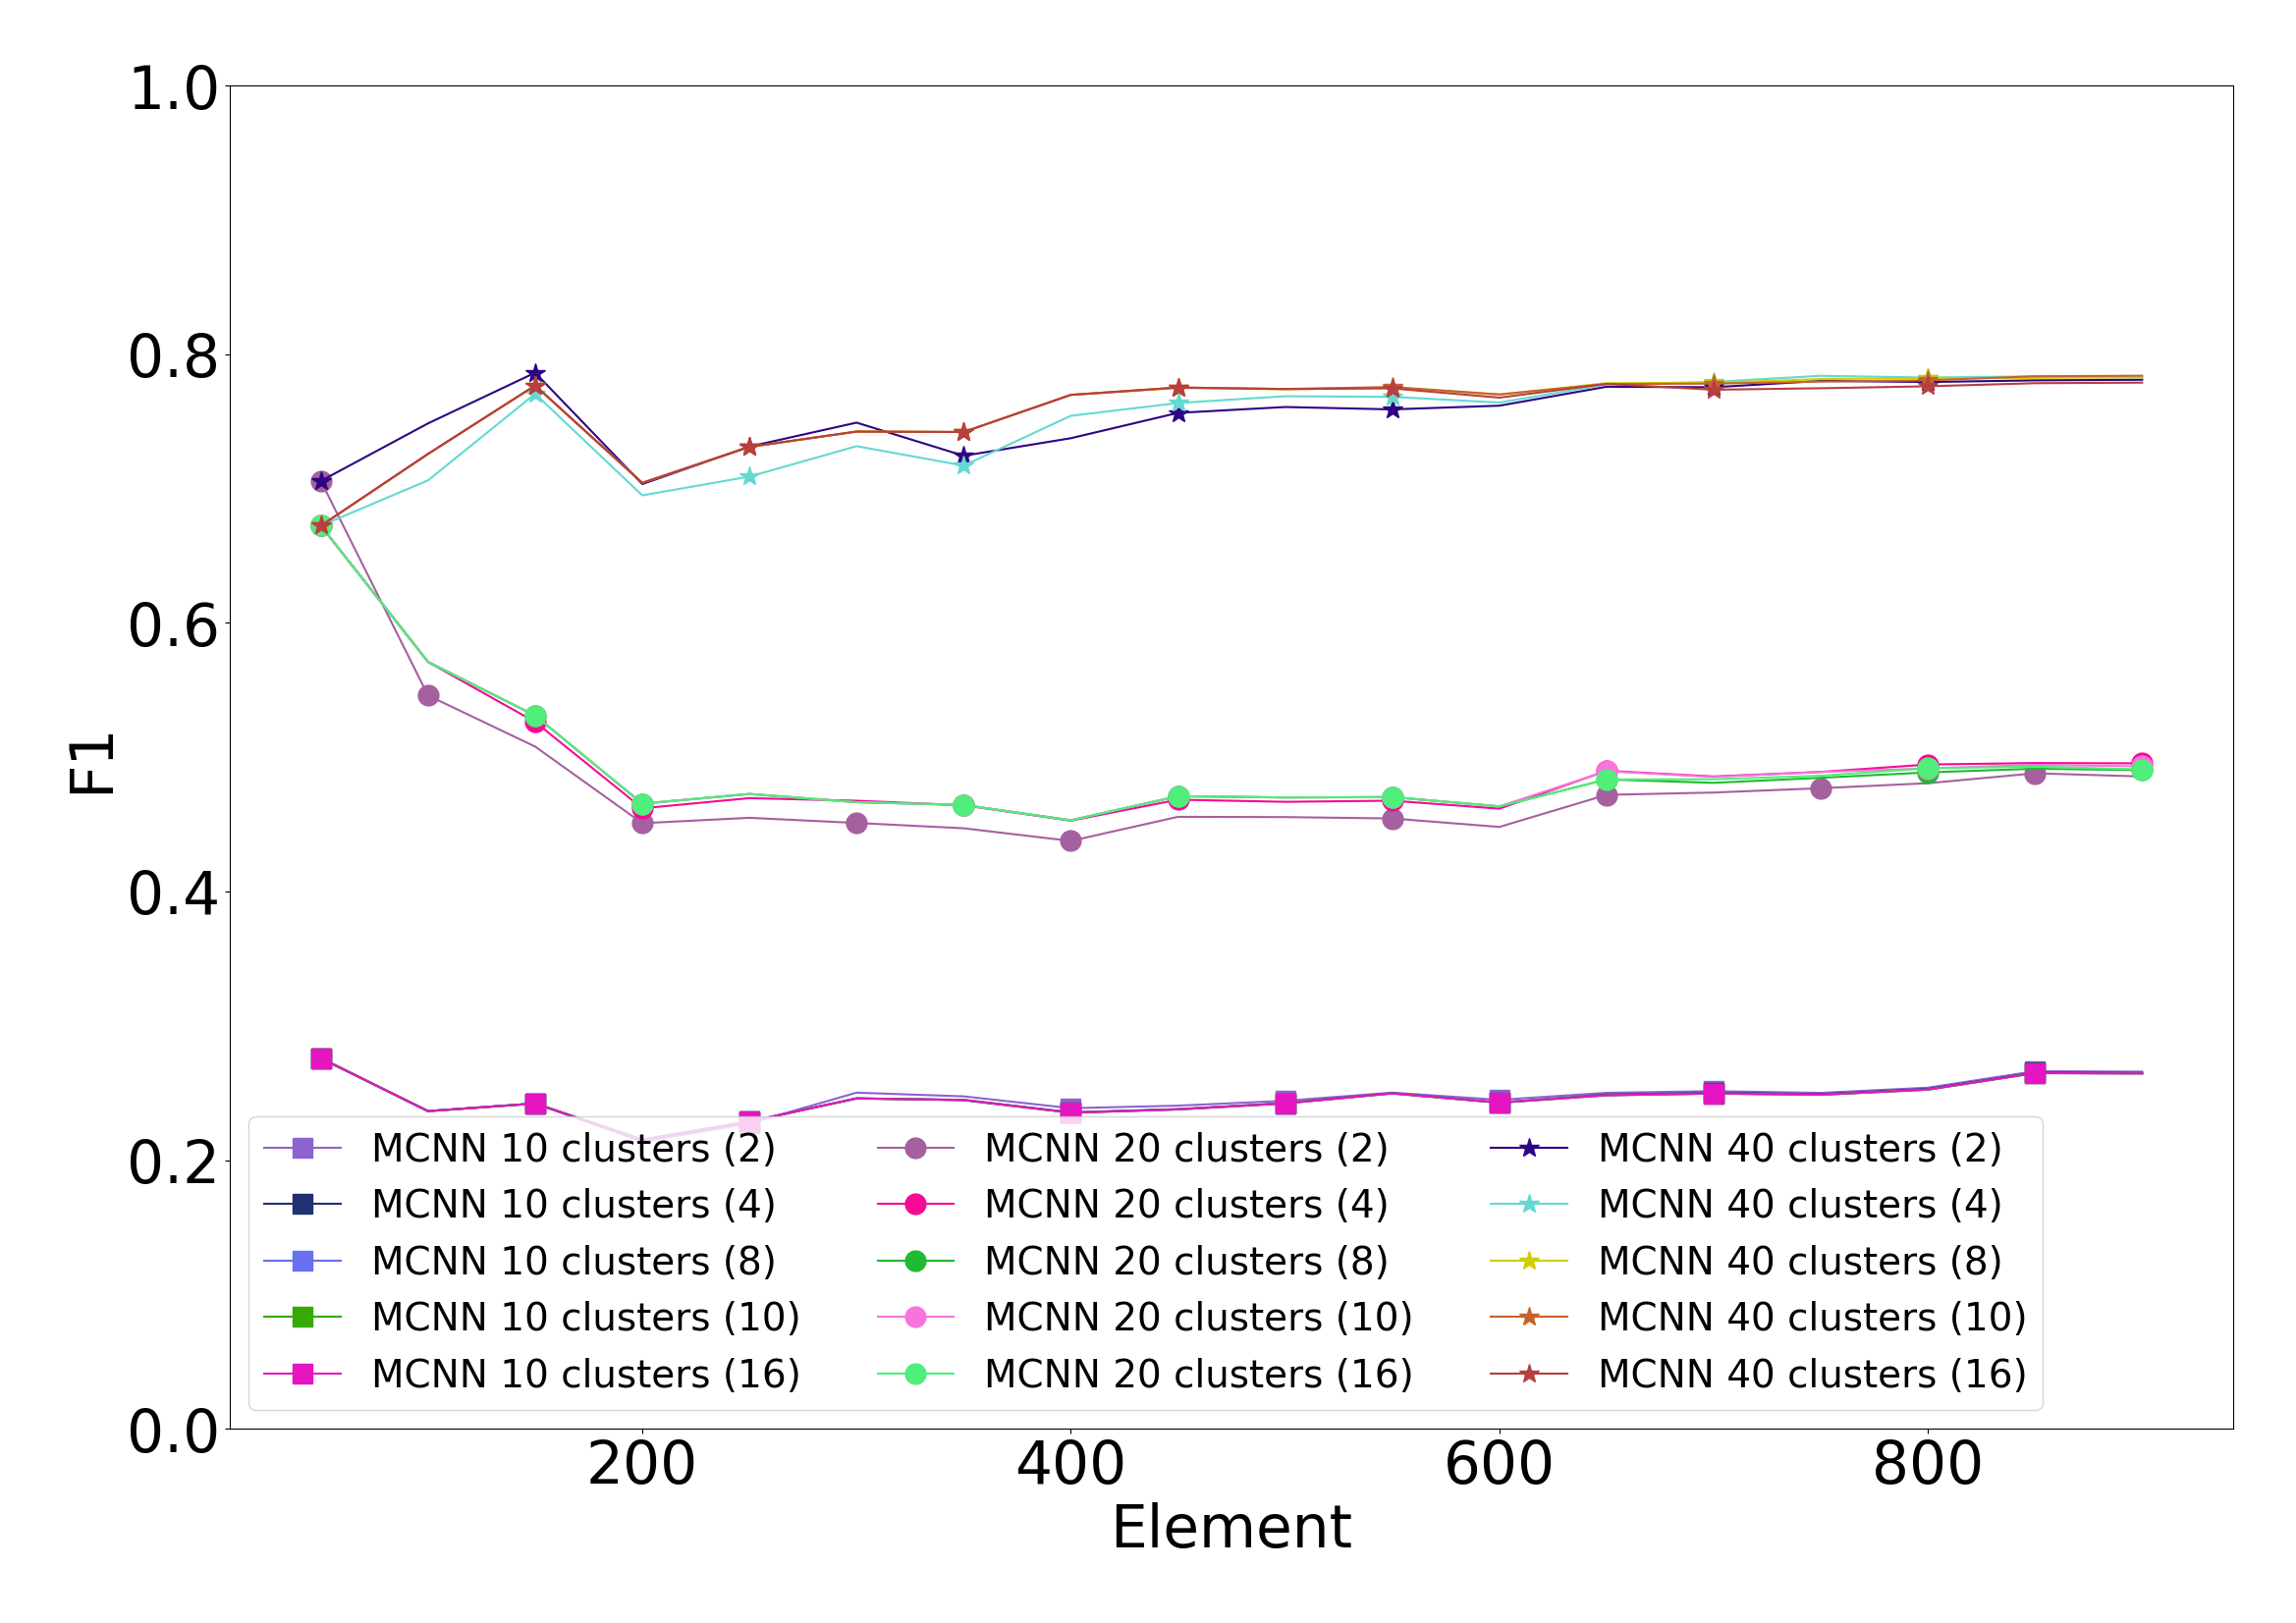 1.0
0.8
0.6
0.4
0.2
0.0
F1
MCNN 10 clusters (2)
MCNN 10 clusters (4)
MCNN 10 clusters (8)
MCNN 10 clusters (10)
MCNN 10 clusters (16)
MCNN 20 clusters (2)
MCNN 20 clusters (4)
MCNN 20 clusters (8)
MCNN 20 clusters (10)
MCNN 20 clusters (16)
MCNN 40 clusters (2)
MCNN 40 clusters (4)
MCNN 40 clusters (8)
MCNN 40 clusters (10)
MCNN 40 clusters (16)
200 400 600 800
Element